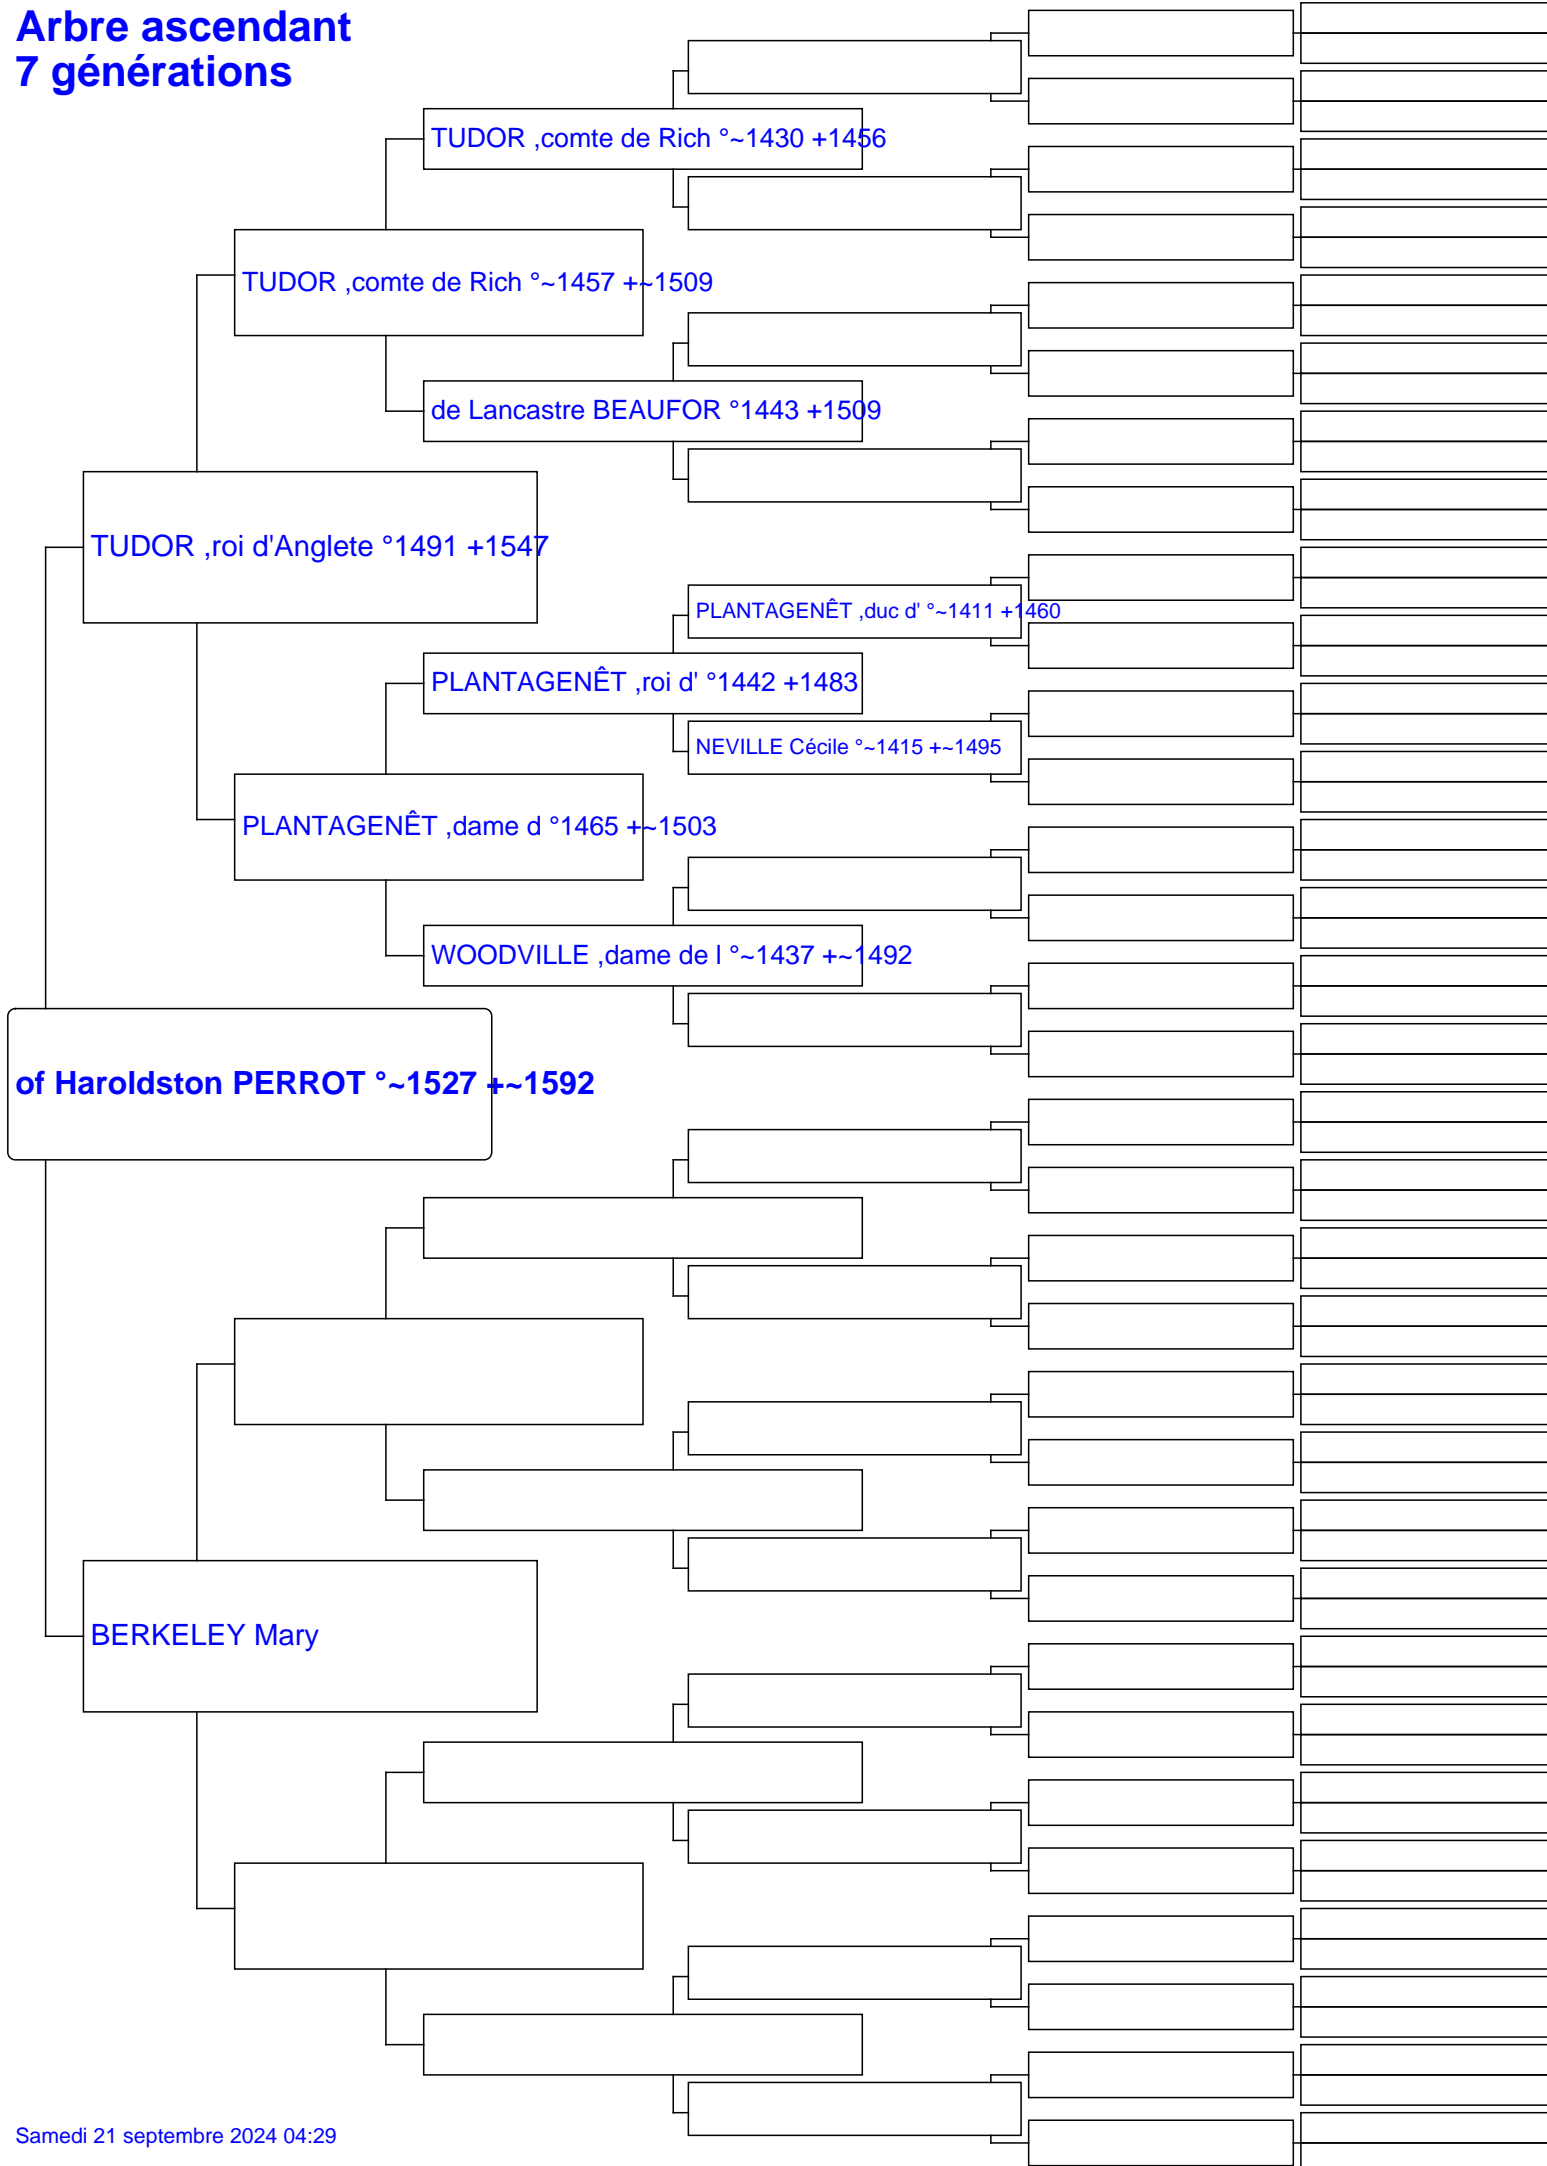 Arbre ascendant
7 générations
TUDOR ,comte de Rich °~1430 +1456
TUDOR ,comte de Rich °~1457 +~1509
de Lancastre BEAUFOR °1443 +1509
TUDOR ,roi d'Anglete °1491 +1547
PLANTAGENÊT ,duc d' °~1411 +1460
PLANTAGENÊT ,roi d' °1442 +1483
NEVILLE Cécile °~1415 +~1495
PLANTAGENÊT ,dame d °1465 +~1503
WOODVILLE ,dame de l °~1437 +~1492
of Haroldston PERROT °~1527 +~1592
BERKELEY Mary
Samedi 21 septembre 2024 04:29